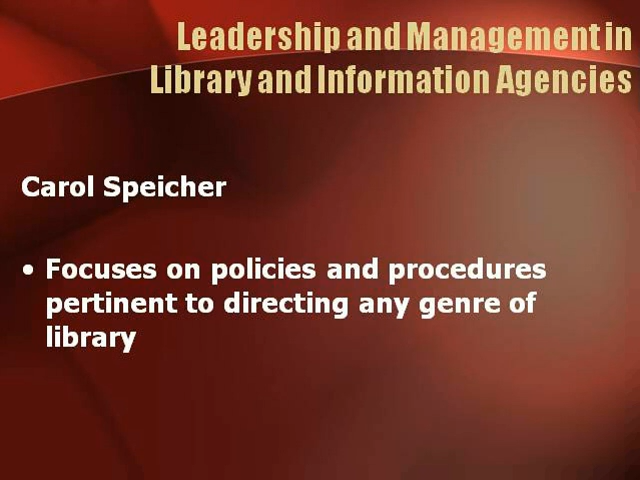 Leadership and Management in
Library and Information Agencies
Carol Speicher
• Focuses on policies and procedures
pertinent to directing any genre of
library